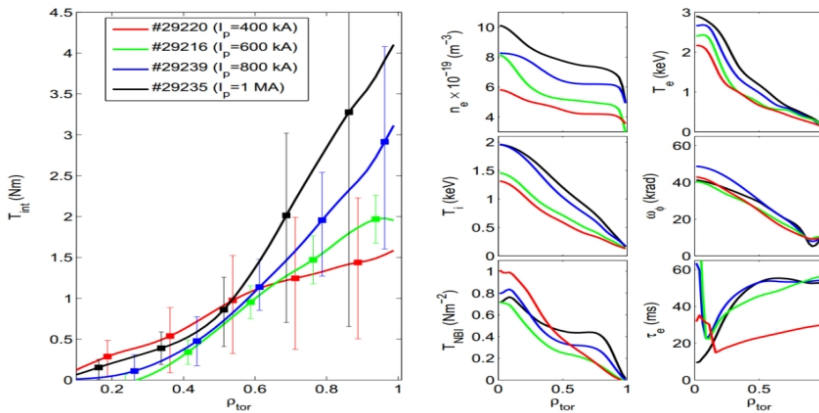 #29220 (I_p=400 kA)
#29216 (I_p=600 kA)
#29239 (I_p=800 kA)
#29235 (I_p=1 MA)
T_int (Nm)
4.5
4
3.5
3
2.5
2
1.5
1
0.5
0
0.2 0.4 0.6 0.8 1
ρ_tor
n_e × 10^-19 (m^-3)
10
8
6
4
T_e (keV)
3
2
1
0
T_i (keV)
2
1.5
1
0.5
0
ω_ϕ (krad)
60
40
20
0
T_NBI (Nm^-2)
1
0.8
0.6
0.4
0.2
0
0 0.5 1
ρ_tor
τ_e (ms)
60
40
20
0
0 0.5
ρ_tor